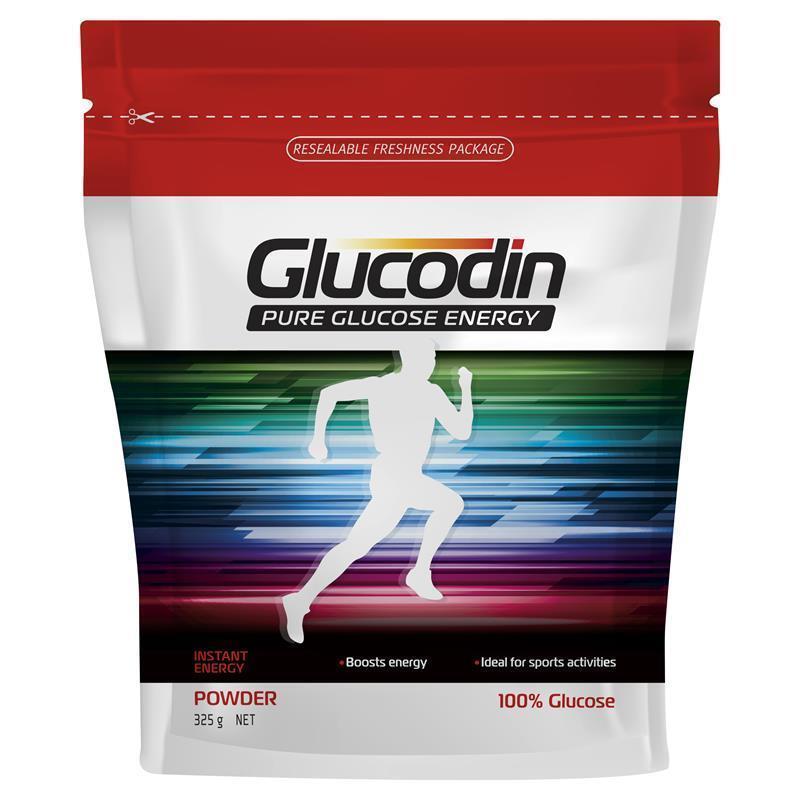 RESEALABLE FRESHNESS PACKAGE
Glucodin
PURE GLUCOSE ENERGY
INSTANT
ENERGY
•Boosts energy
•Ideal for sports activities
POWDER
100% Glucose
325 g NET